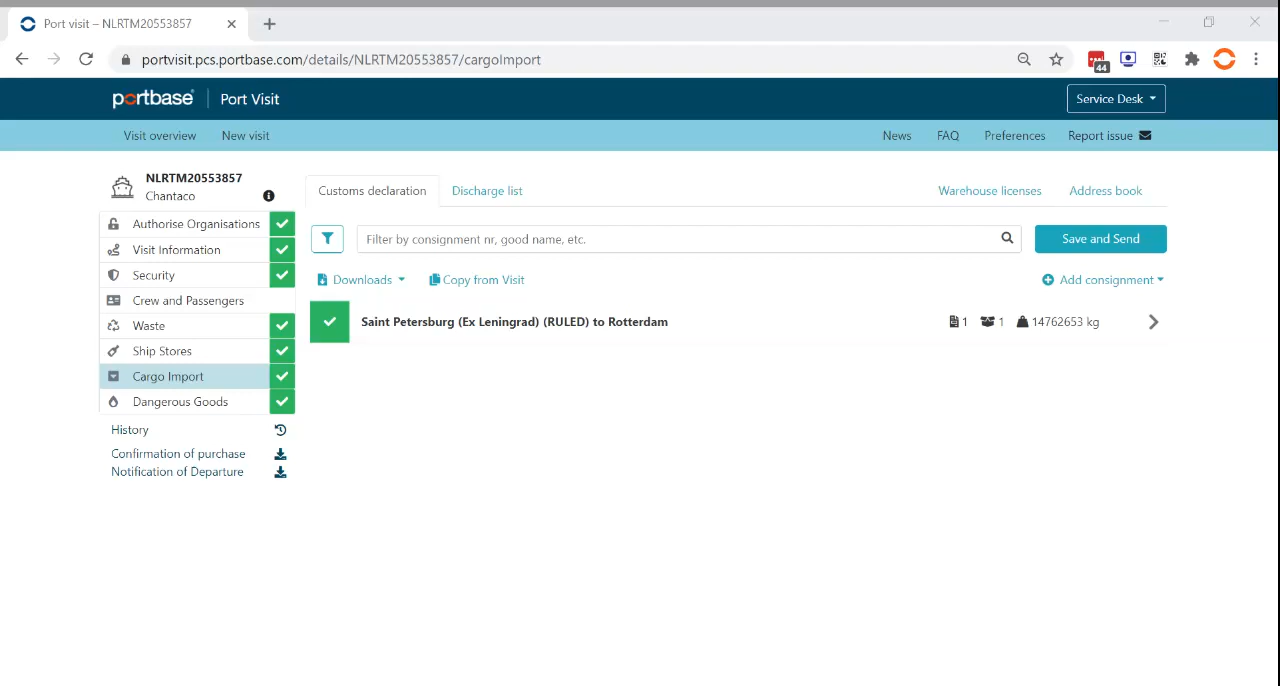 Port visit – NLRTM20553857
portvisit.pcs.portbase.com/details/NLRTM20553857/cargoImport
44
portbase Port Visit
Service Desk
Visit overview New visit News FAQ Preferences Report issue
NLRTM20553857
Chantaco
Authorise Organisations
Visit Information
Security
Crew and Passengers
Waste
Ship Stores
Cargo Import
Dangerous Goods
History
Confirmation of purchase
Notification of Departure
Customs declaration Discharge list Warehouse licenses Address book
Filter by consignment nr, good name, etc. Save and Send
Downloads Copy from Visit Add consignment
Saint Petersburg (Ex Leningrad) (RULED) to Rotterdam 1 1 14762653 kg